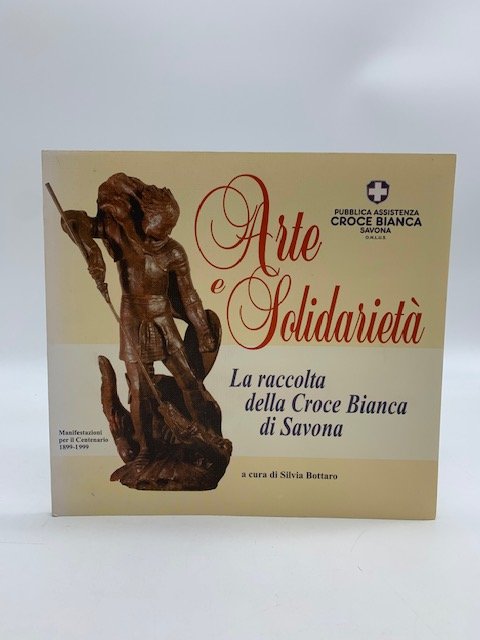 PUBBLICA ASSISTENZA
CROCE BIANCA
SAVONA
O.N.L.U.S.
Arte
e
Solidarietà
La raccolta
della Croce Bianca
di Savona
a cura di Silvia Bottaro
Manifestazioni
per il Centenario
1899-1999